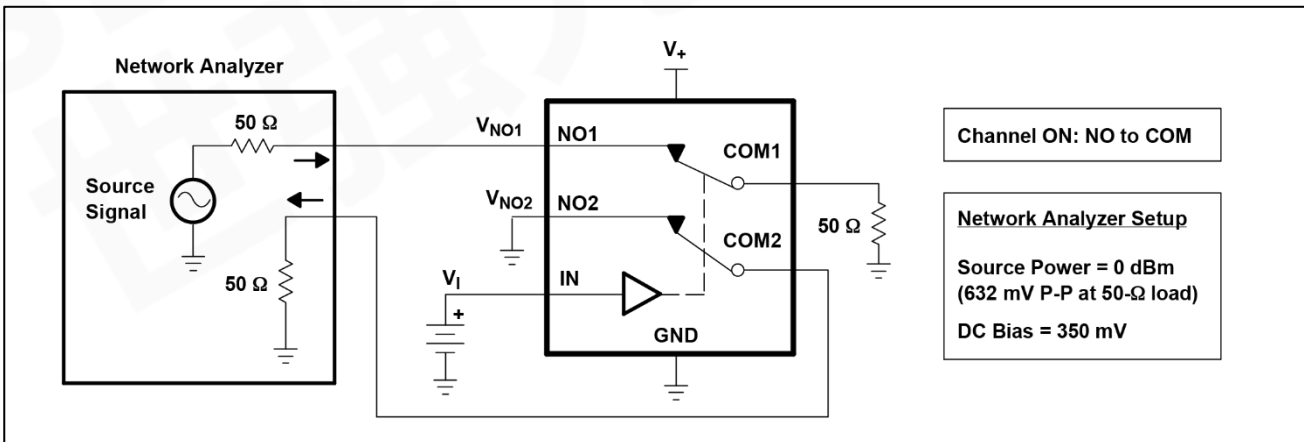 Network Analyzer
50 Ω
Source
Signal
50 Ω
V+
VNO1
NO1
COM1
VNO2
NO2
COM2
50 Ω
VI
IN
+
GND
Channel ON: NO to COM
Network Analyzer Setup
Source Power = 0 dBm
(632 mV P-P at 50-Ω load)
DC Bias = 350 mV